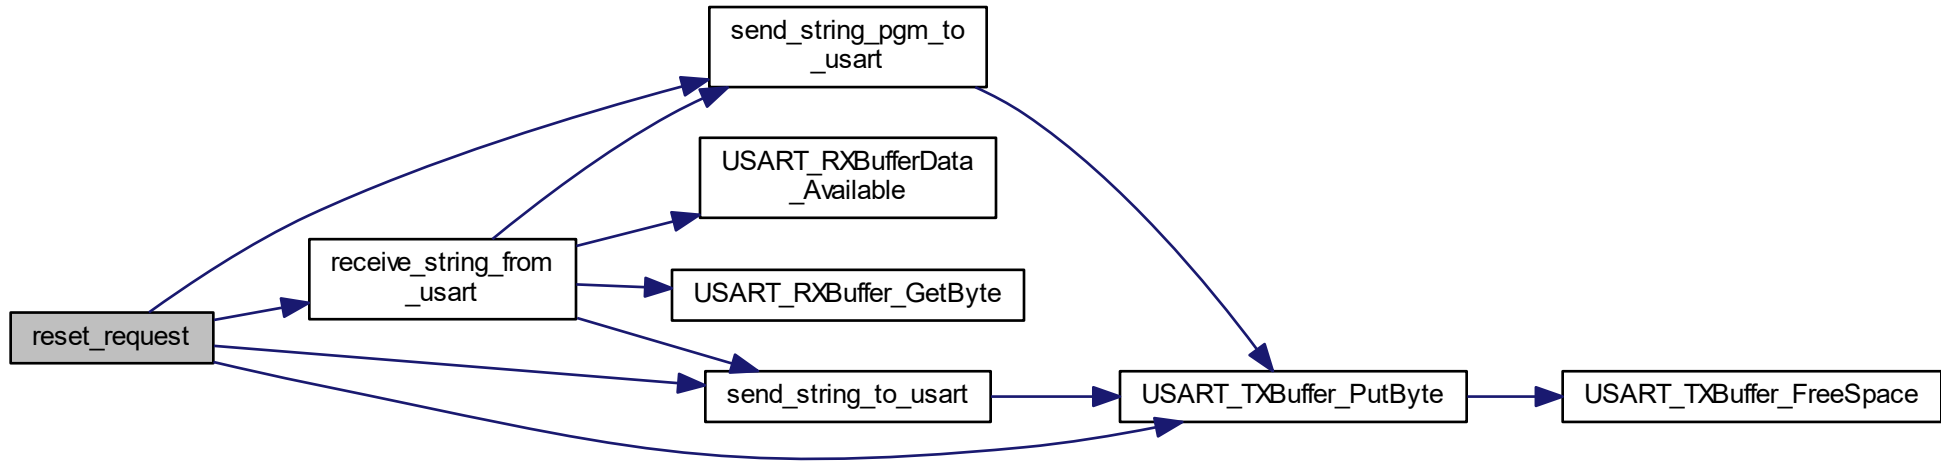 send_string_pgm_to
_usart
USART_RXBufferData
_Available
receive_string_from
_usart
USART_RXBuffer_GetByte
reset_request
send_string_to_usart
USART_TXBuffer_PutByte
USART_TXBuffer_FreeSpace